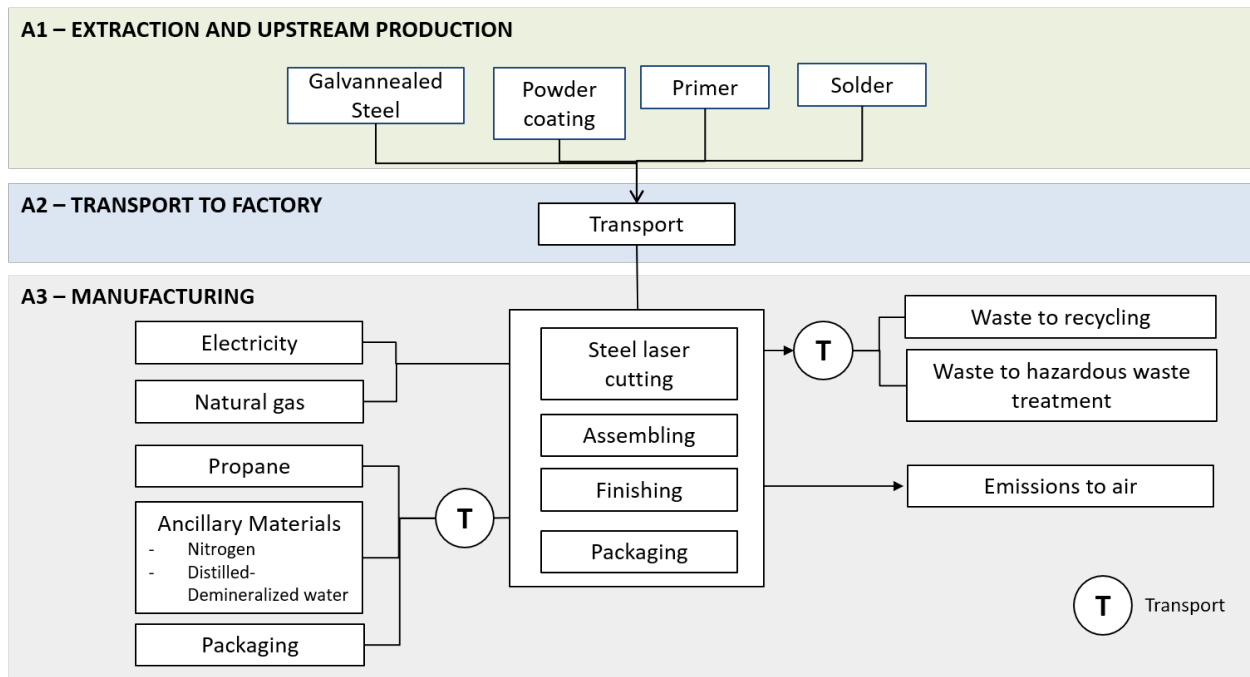 A1 – EXTRACTION AND UPSTREAM PRODUCTION
Galvannealed
Steel
Powder
coating
Primer
Solder
A2 – TRANSPORT TO FACTORY
Transport
A3 – MANUFACTURING
Electricity
Natural gas
Propane
Ancillary Materials
- Nitrogen
- Distilled-
Demineralized water
Packaging
T
Steel laser
cutting
Assembling
Finishing
Packaging
T
Waste to recycling
Waste to hazardous waste
treatment
Emissions to air
T Transport